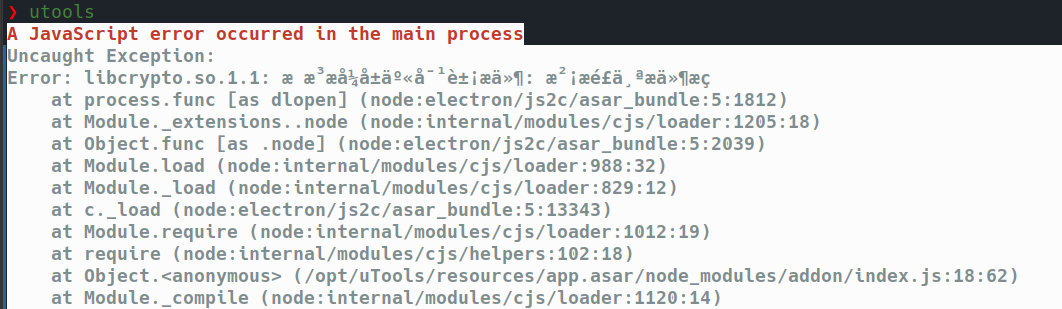 ❯ utools
A JavaScript error occurred in the main process
Uncaught Exception:
Error: libcrypto.so.1.1: æ æ³æå¼å±äº«å¯¹è±¡æä»¶: æ²¡æé£ä¸ªæä»¶æç
at process.func [as dlopen] (node:electron/js2c/asar_bundle:5:1812)
at Module._extensions..node (node:internal/modules/cjs/loader:1205:18)
at Object.func [as .node] (node:electron/js2c/asar_bundle:5:2039)
at Module.load (node:internal/modules/cjs/loader:988:32)
at Module._load (node:internal/modules/cjs/loader:829:12)
at c._load (node:electron/js2c/asar_bundle:5:13343)
at Module.require (node:internal/modules/cjs/loader:1012:19)
at require (node:internal/modules/cjs/helpers:102:18)
at Object.<anonymous> (/opt/uTools/resources/app.asar/node_modules/addon/index.js:18:62)
at Module._compile (node:internal/modules/cjs/loader:1120:14)